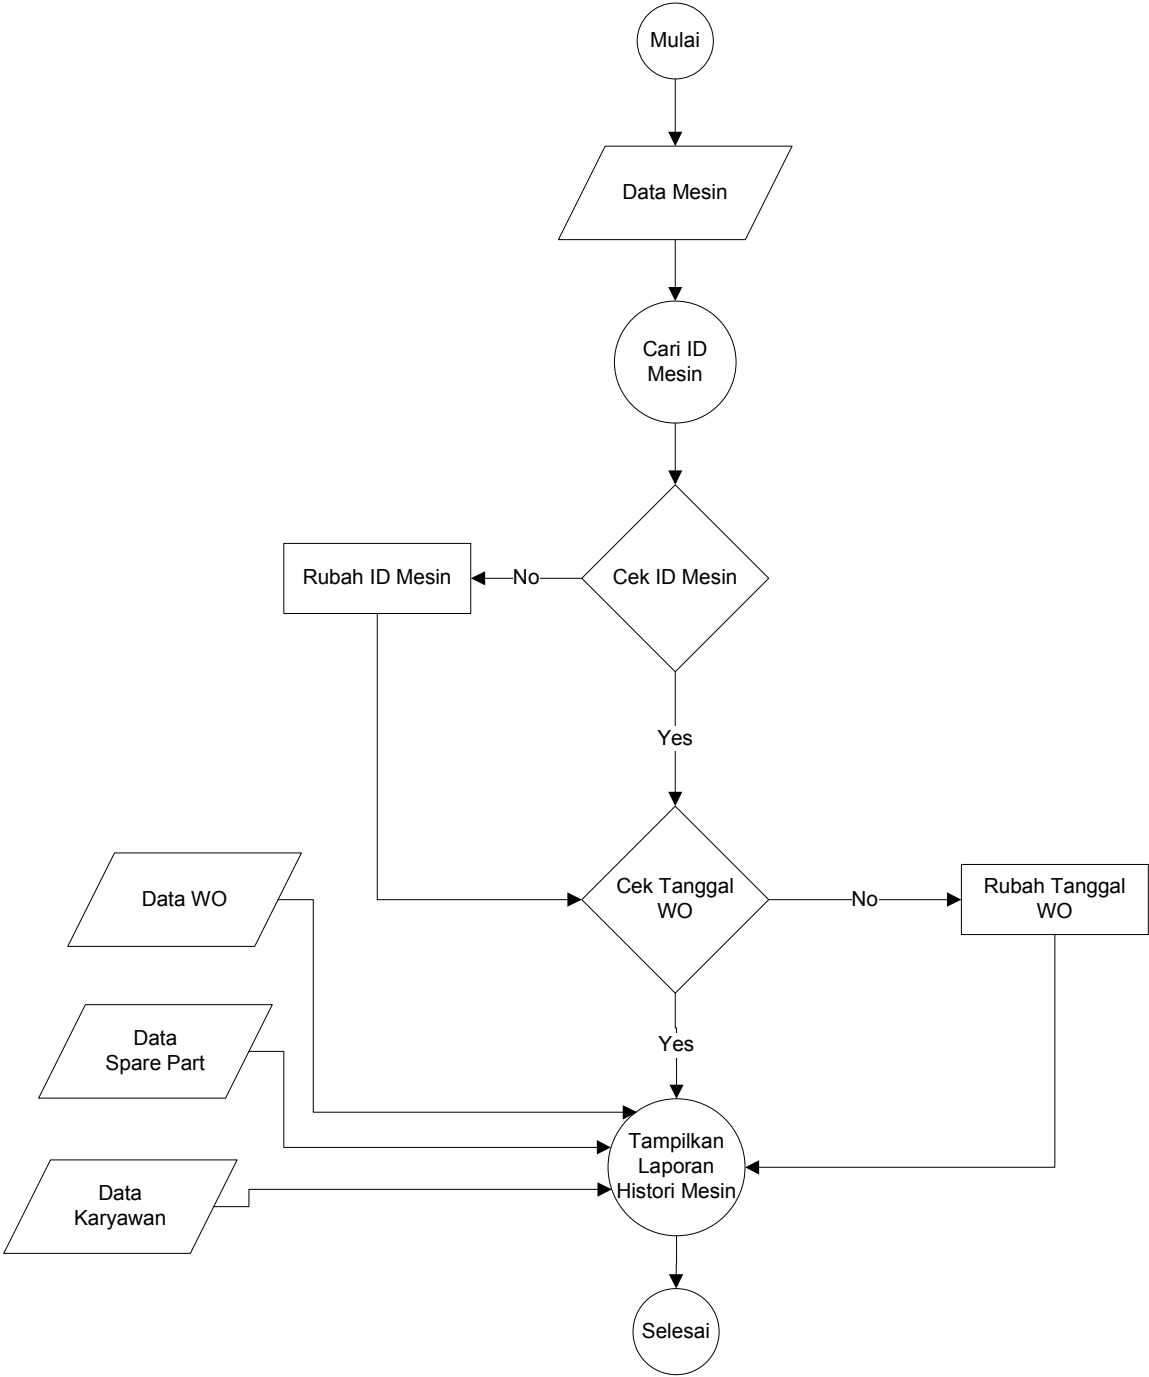 Mulai
Data Mesin
Cari ID
Mesin
Rubah ID Mesin
No
Cek ID Mesin
Yes
Data WO
Cek Tanggal
WO
No
Rubah Tanggal
WO
Data
Spare Part
Yes
Tampilkan
Laporan
Histori Mesin
Data
Karyawan
Selesai